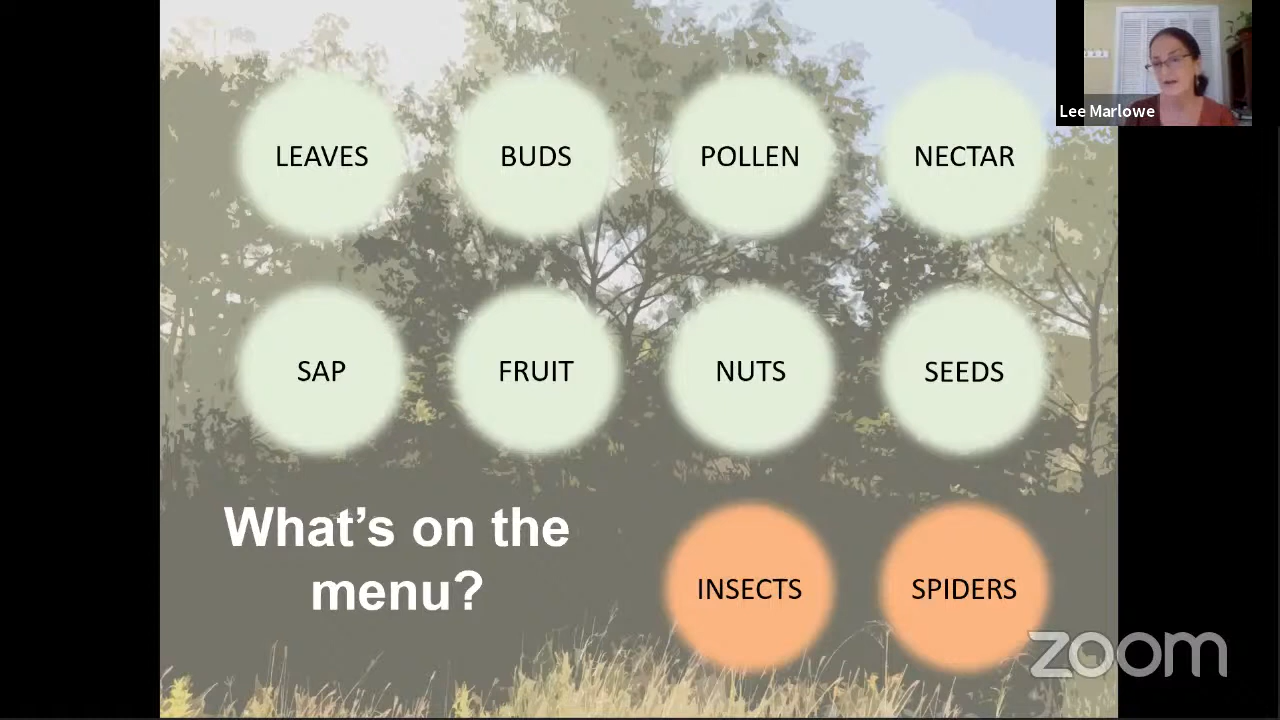 LEAVES
BUDS
POLLEN
NECTAR
Lee Marlowe
SAP
FRUIT
NUTS
SEEDS
What's on the
menu?
INSECTS
SPIDERS
zoom